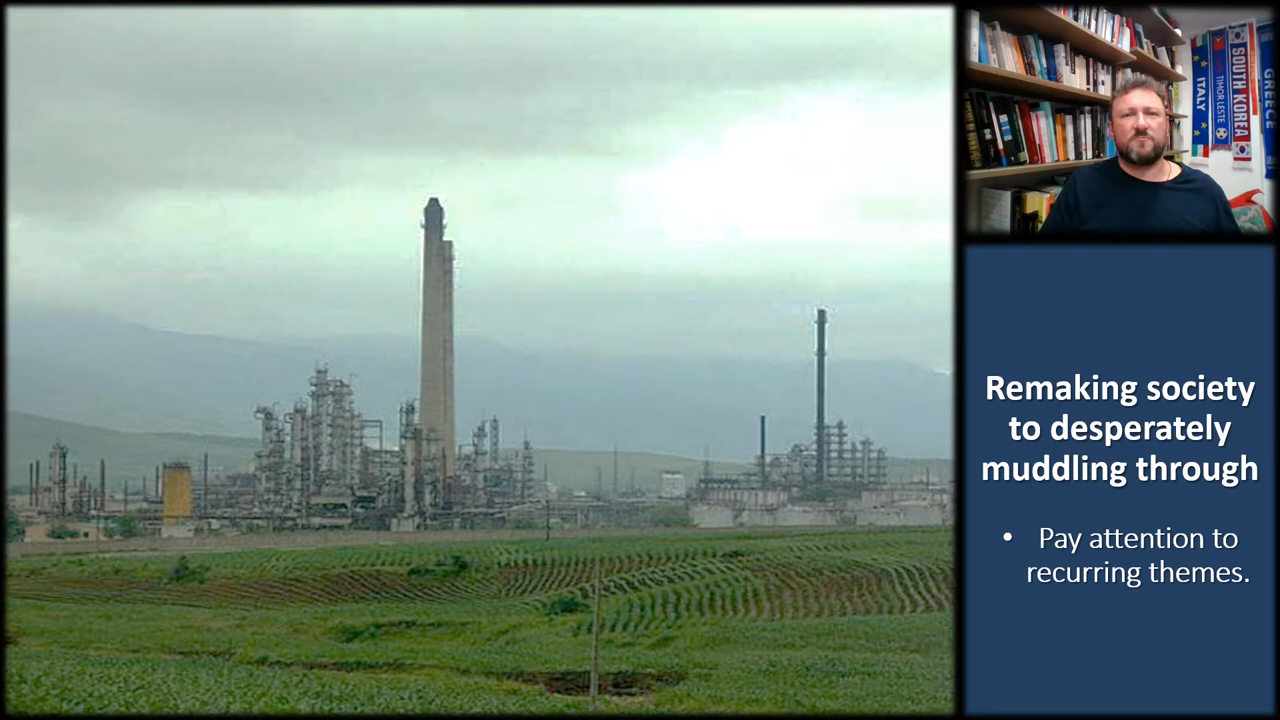 ITALY
TIMOR LESTE
SOUTH KOREA
GREECE
Remaking society
to desperately
muddling through
• Pay attention to
recurring themes.